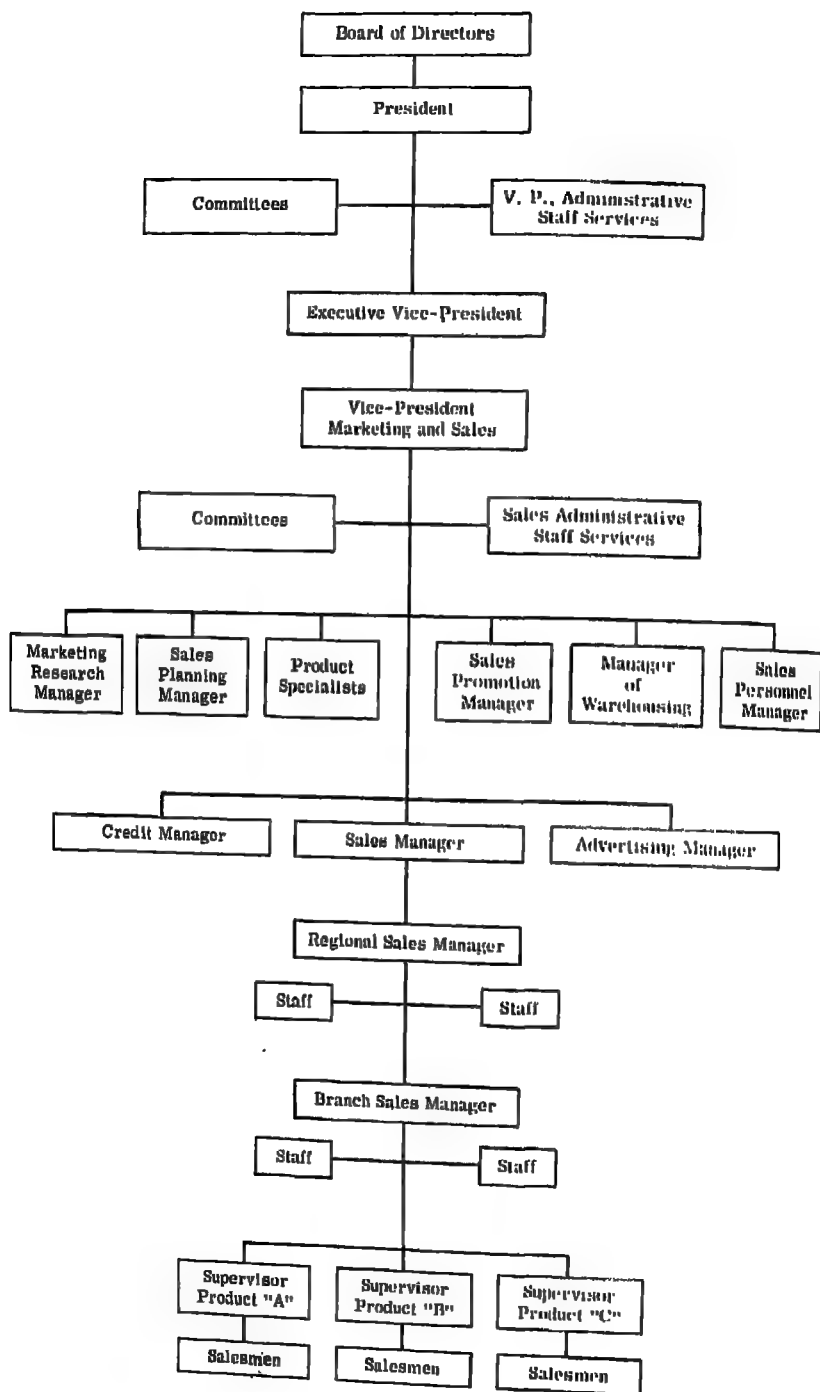 Board of Directors
President
Committees
V. P., Administrative
Staff Services
Executive Vice-President
Vice-President
Marketing and Sales
Committees
Sales Administrative
Staff Services
Marketing
Research
Manager
Sales
Planning
Manager
Product
Specialists
Sales
Promotion
Manager
Manager
of
Warehousing
Sales
Personnel
Manager
Credit Manager
Sales Manager
Advertising Manager
Regional Sales Manager
Staff
Staff
Branch Sales Manager
Staff
Staff
Supervisor
Product "A"
Supervisor
Product "B"
Supervisor
Product "C"
Salesmen
Salesmen
Salesmen